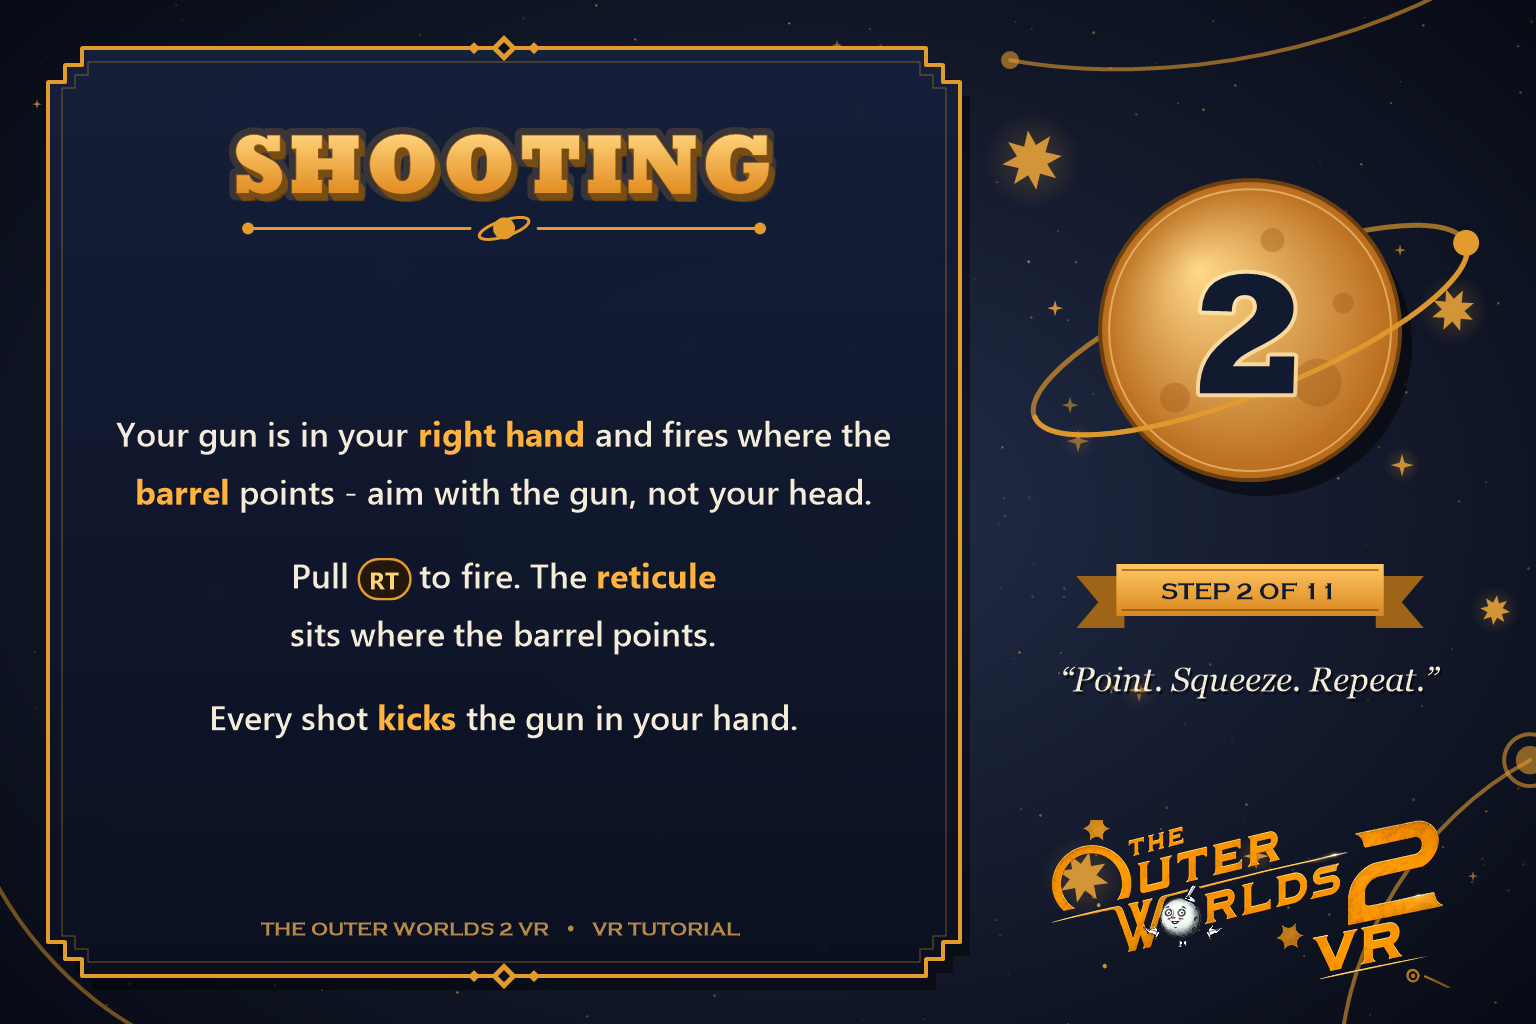 SHOOTING
Your gun is in your right hand and fires where the
barrel points - aim with the gun, not your head.
Pull RT to fire. The reticule
sits where the barrel points.
Every shot kicks the gun in your hand.
THE OUTER WORLDS 2 VR • VR TUTORIAL
2
STEP 2 OF 11
“Point. Squeeze. Repeat.”
THE
OUTER
WORLDS 2
VR